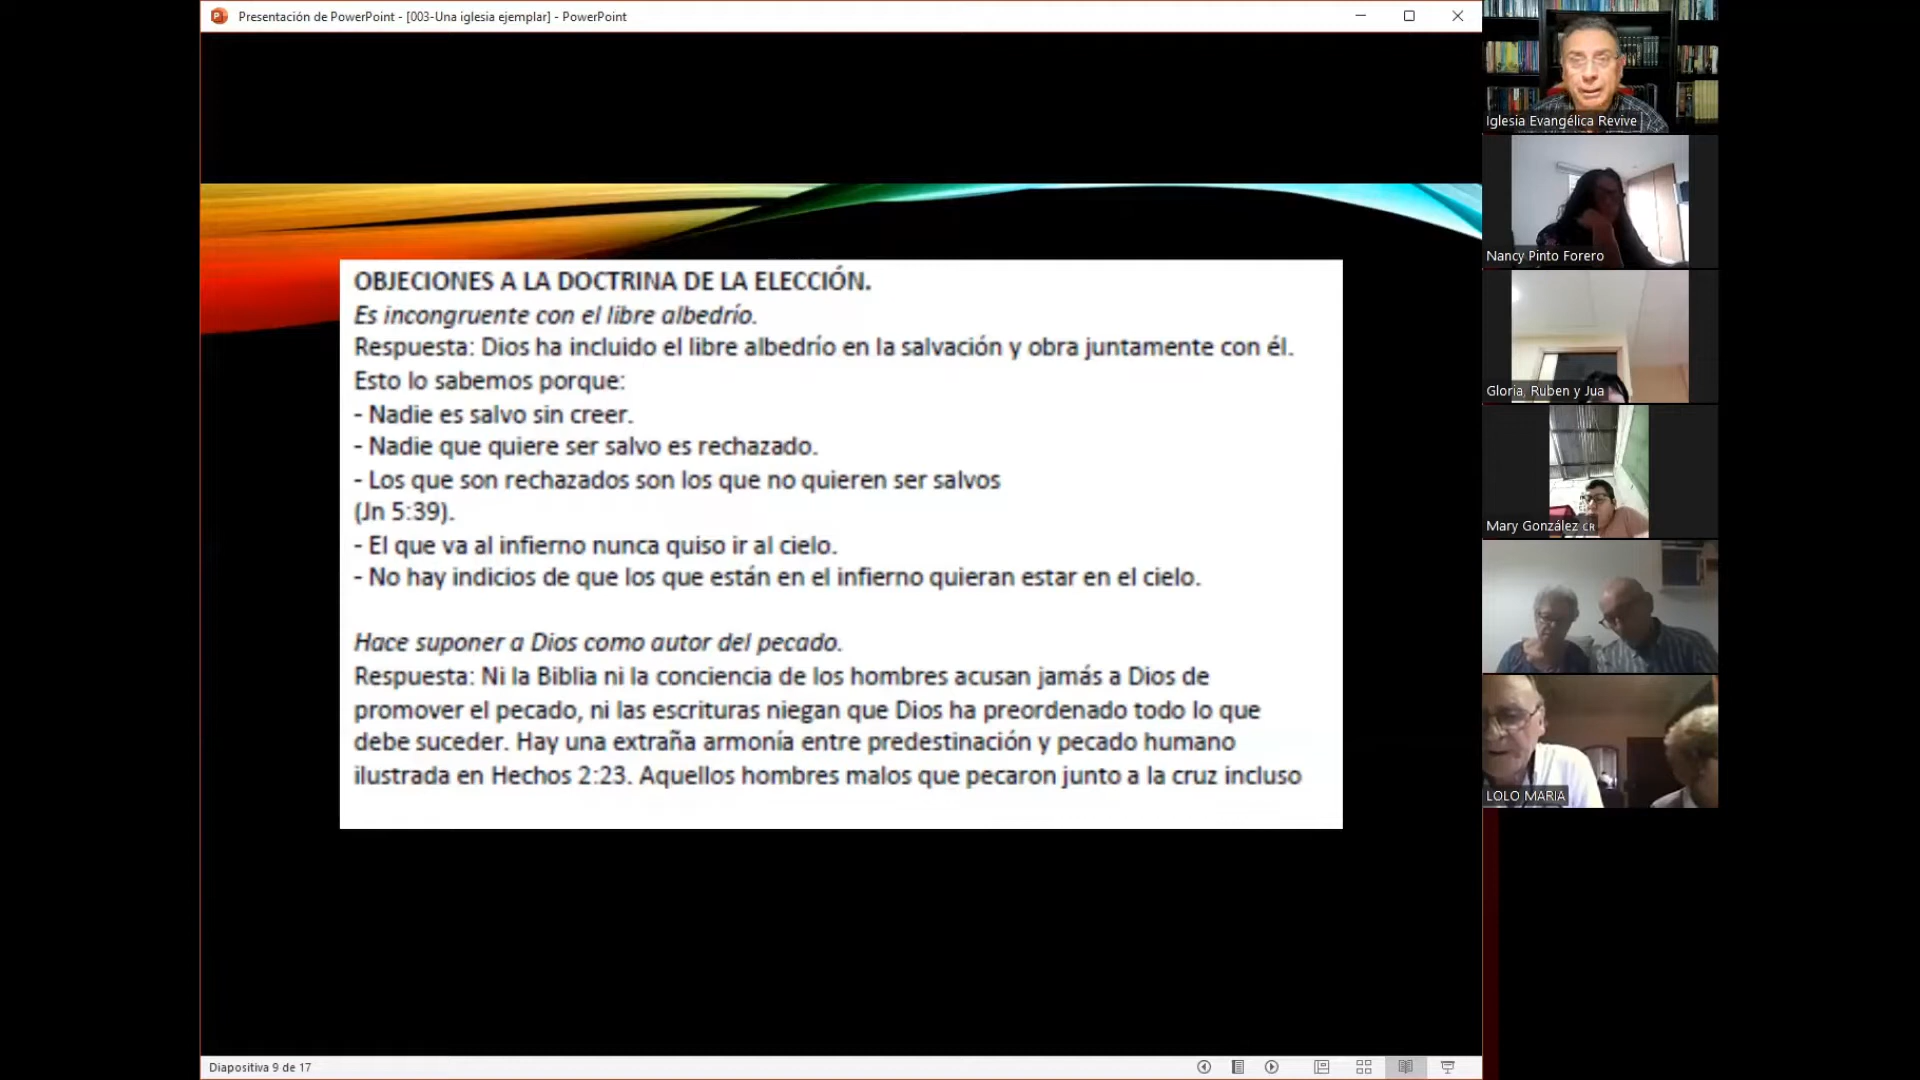 Presentación de PowerPoint - [003-Una iglesia ejemplar] - PowerPoint
OBJECIONES A LA DOCTRINA DE LA ELECCIÓN.
Es incongruente con el libre albedrío.
Respuesta: Dios ha incluido el libre albedrío en la salvación y obra juntamente con él.
Esto lo sabemos porque:
- Nadie es salvo sin creer.
- Nadie que quiere ser salvo es rechazado.
- Los que son rechazados son los que no quieren ser salvos
(Jn 5:39).
- El que va al infierno nunca quiso ir al cielo.
- No hay indicios de que los que están en el infierno quieran estar en el cielo.
Hace suponer a Dios como autor del pecado.
Respuesta: Ni la Biblia ni la conciencia de los hombres acusan jamás a Dios de
promover el pecado, ni las escrituras niegan que Dios ha preordenado todo lo que
debe suceder. Hay una extraña armonía entre predestinación y pecado humano
ilustrada en Hechos 2:23. Aquellos hombres malos que pecaron junto a la cruz incluso
Diapositiva 9 de 17
Iglesia Evangélica Revive
Nancy Pinto Forero
Gloria, Ruben y Jua
Mary González CR
LOLO MARIA